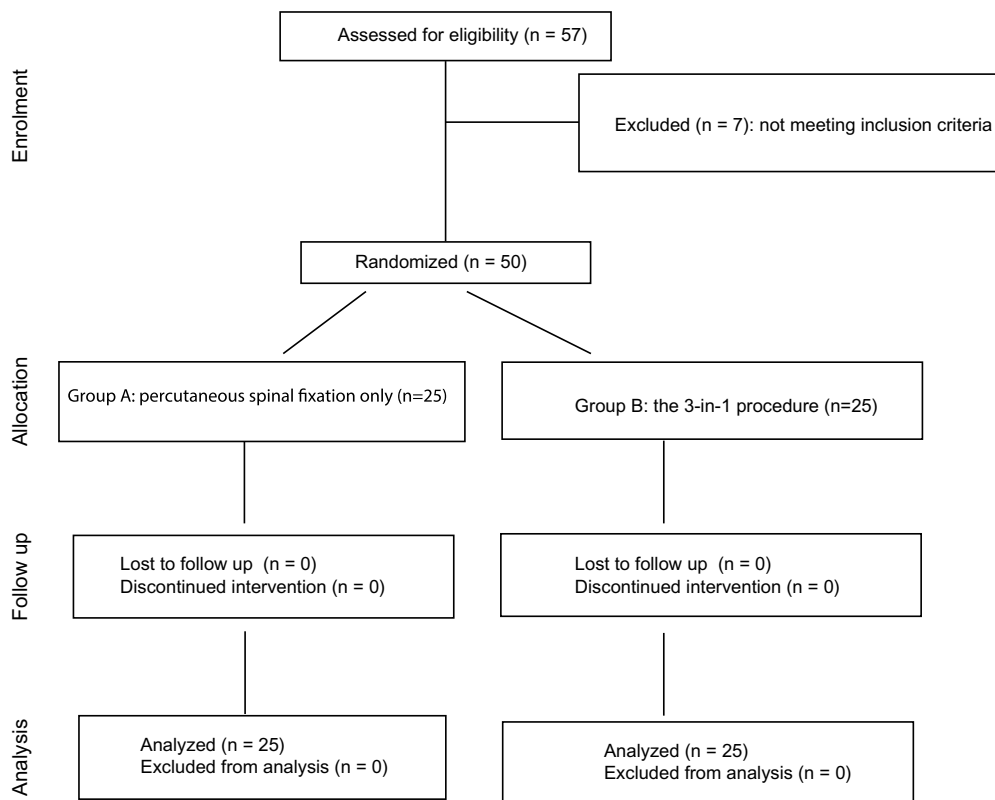 Assessed for eligibility (n = 57)
Enrolment
Excluded (n = 7): not meeting inclusion criteria
Randomized (n = 50)
Allocation
Group A: percutaneous spinal fixation only (n=25)
Group B: the 3-in-1 procedure (n=25)
Follow up
Lost to follow up (n = 0)
Discontinued intervention (n = 0)
Lost to follow up (n = 0)
Discontinued intervention (n = 0)
Analysis
Analyzed (n = 25)
Excluded from analysis (n = 0)
Analyzed (n = 25)
Excluded from analysis (n = 0)